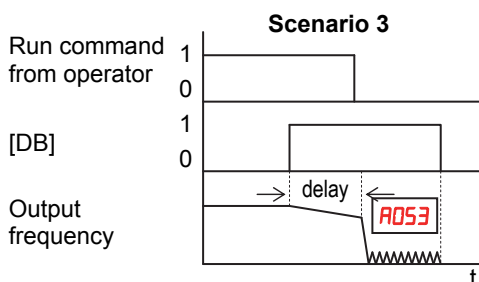 Scenario 3
Run command
from operator
1
0
[DB]
1
0
Output
frequency
delay
A053
t